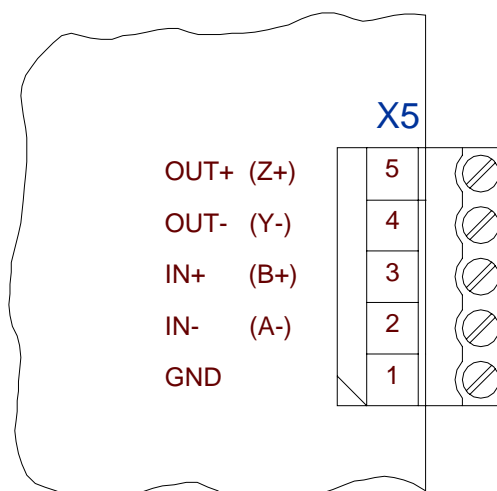 X5
OUT+ (Z+) 5
OUT- (Y-) 4
IN+ (B+) 3
IN- (A-) 2
GND 1